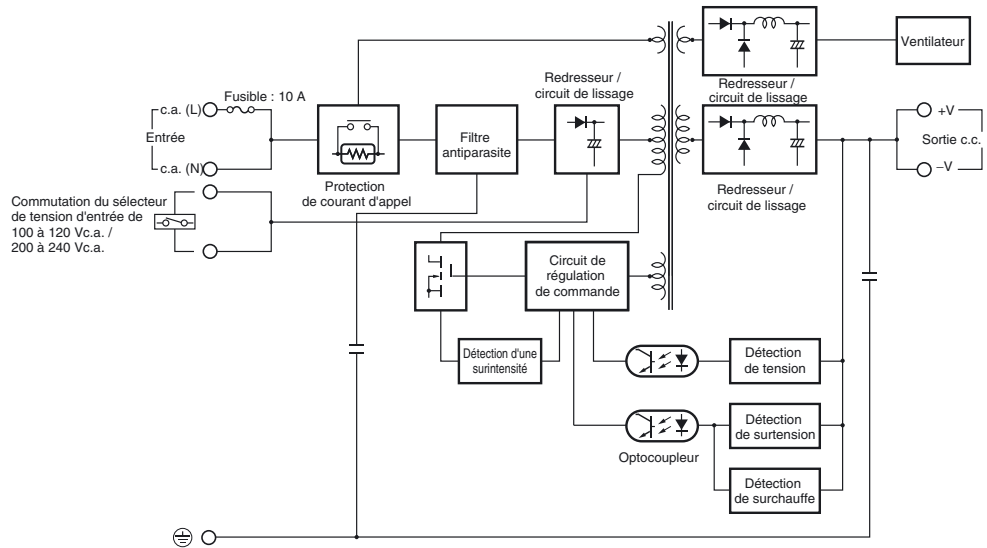 Ventilateur
Redresseur /
circuit de lissage
Redresseur /
circuit de lissage
c.a. (L)
Fusible : 10 A
Entrée
c.a. (N)
Filtre
antiparasite
+V
Sortie c.c.
–V
Protection
de courant d'appel
Redresseur /
circuit de lissage
Commutation du sélecteur
de tension d'entrée de
100 à 120 Vc.a. /
200 à 240 Vc.a.
Circuit de
régulation
de commande
Détection d'une
surintensité
Détection
de tension
Détection
de surtension
Optocoupleur
Détection
de surchauffe